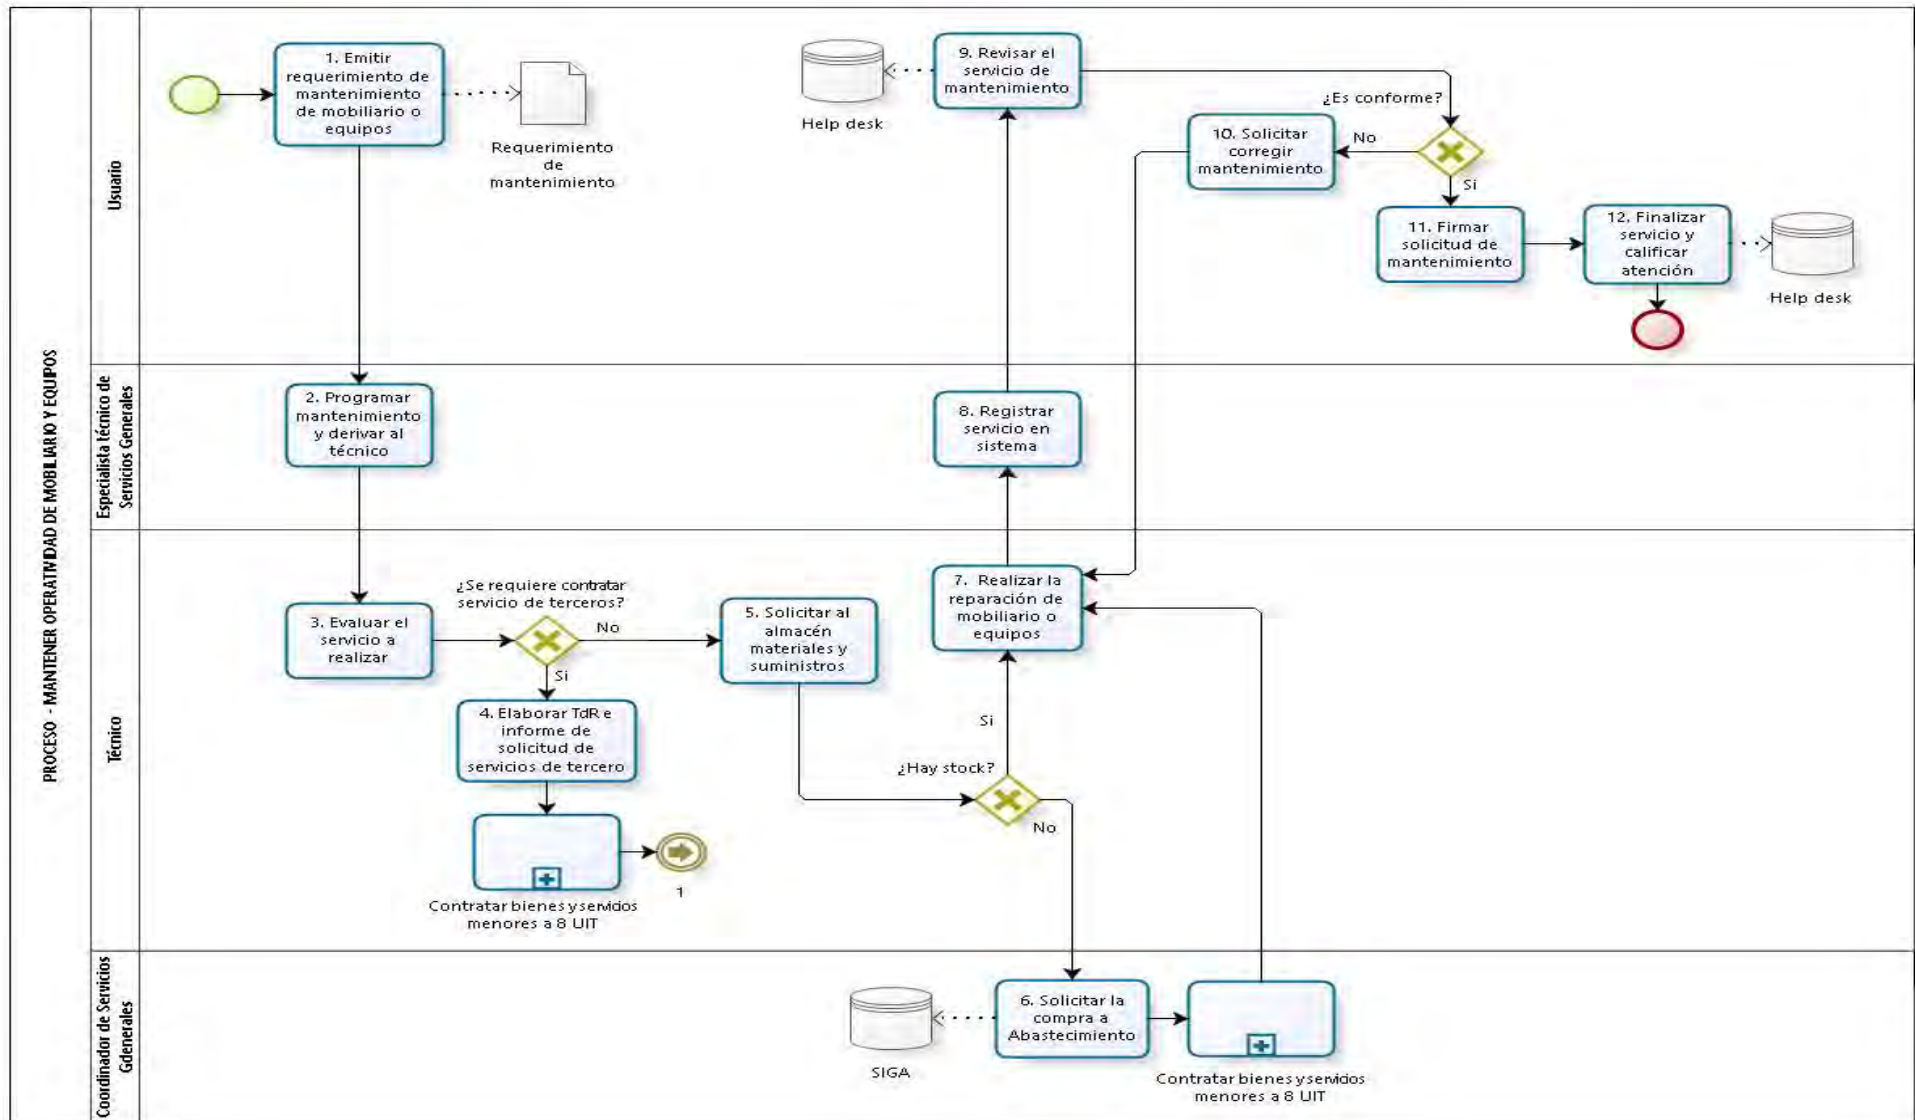 PROCESO - MANTENER OPERATIVIDAD DE MOBILIARIO Y EQUIPOS
Usuario
1. Emitir
requerimiento de
mantenimiento
de mobiliario o
equipos
Requerimiento
de
mantenimiento
Help desk
9. Revisar el
servicio de
mantenimiento
¿Es conforme?
No
Si
10. Solicitar
corregir
mantenimiento
11. Firmar
solicitud de
mantenimiento
12. Finalizar
servicio y
calificar
atención
Help desk
Especialista técnico de
Servicios Generales
2. Programar
mantenimiento
y derivar al
técnico
8. Registrar
servicio en
sistema
Técnico
3. Evaluar el
servicio a
realizar
¿Se requiere contratar
servicio de terceros?
No
Si
4. Elaborar TdR e
informe de
solicitud de
servicios de tercero
Contratar bienes y servidos
menores a 8 UIT
1
5. Solicitar al
almacén
materiales y
suministros
7. Realizar la
reparación de
mobiliario o
equipos
Si
¿Hay stock?
No
Coordinador de Servicios
Gdenerales
SIGA
6. Solicitar la
compra a
Abastecimiento
Contratar bienes y servidos
menores a 8 UIT